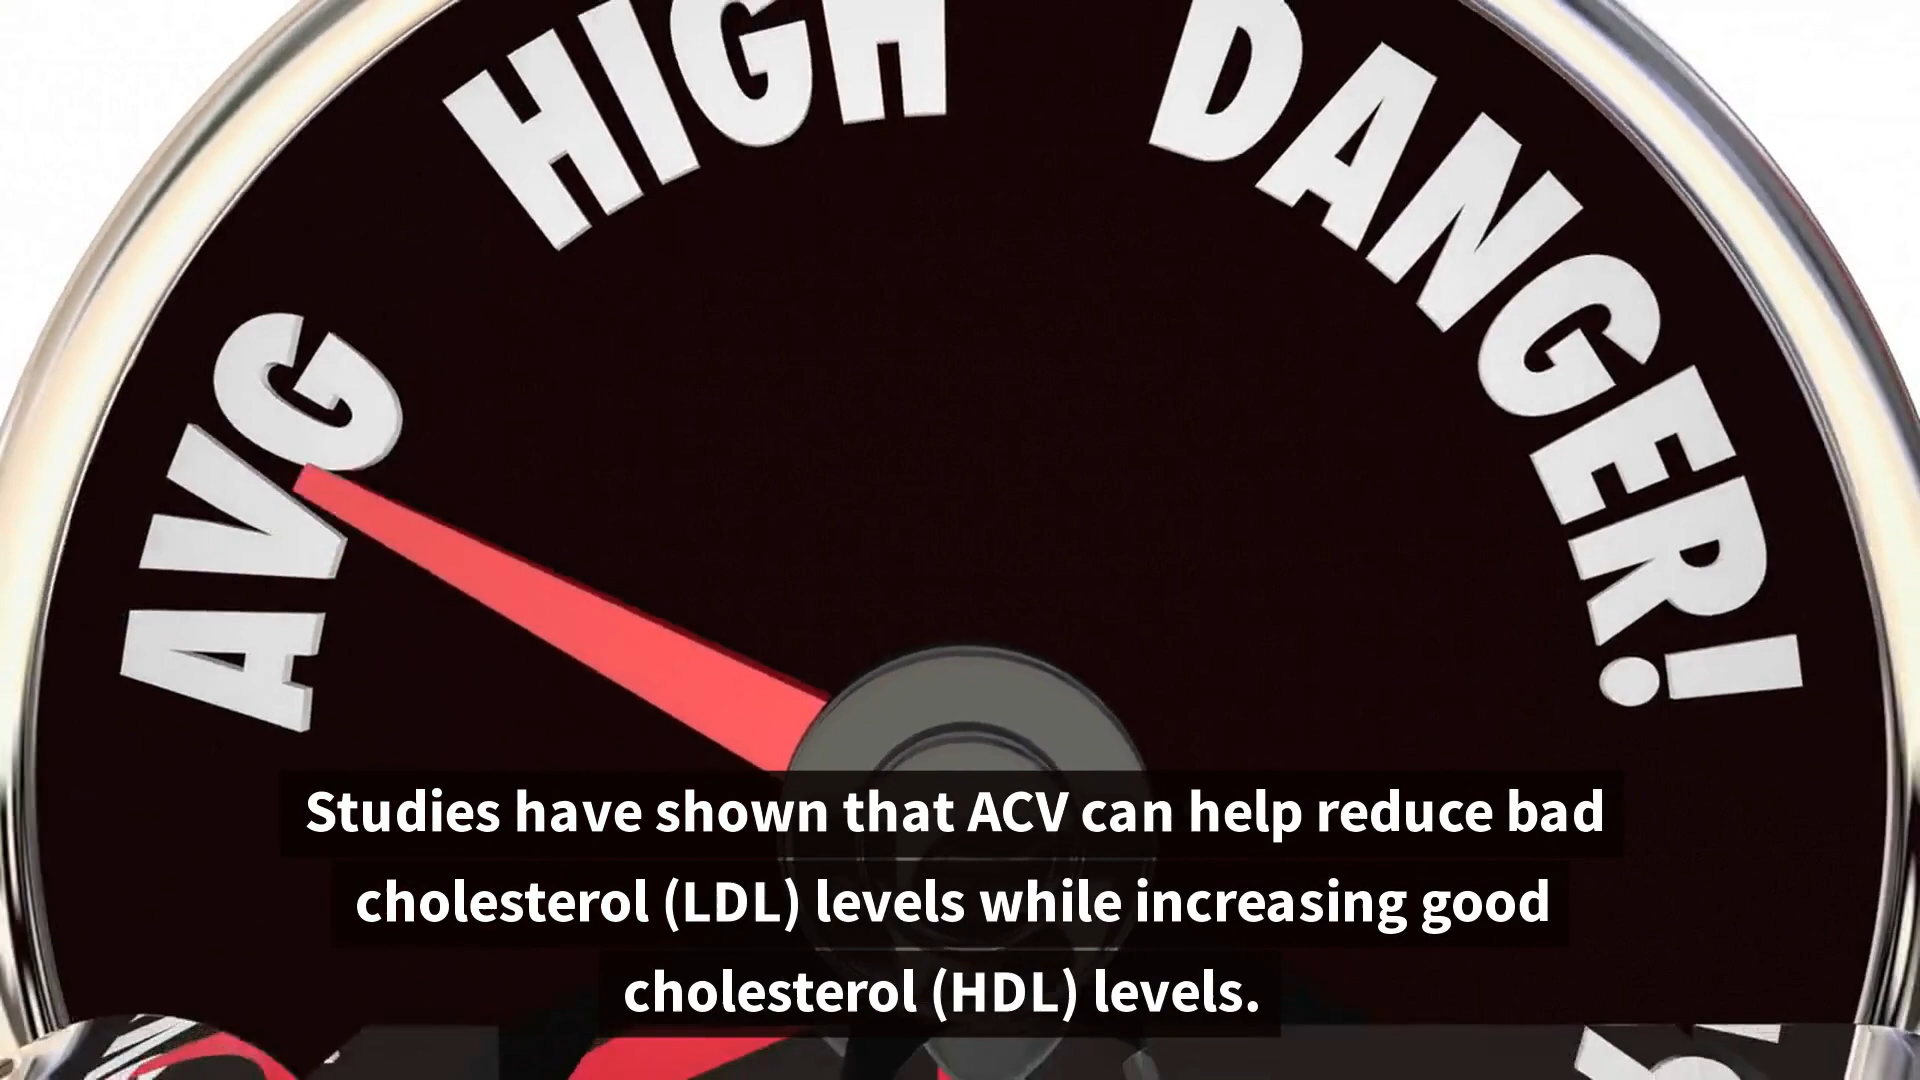 AVG
HIGH
DANGER!
Studies have shown that ACV can help reduce bad
cholesterol (LDL) levels while increasing good
cholesterol (HDL) levels.